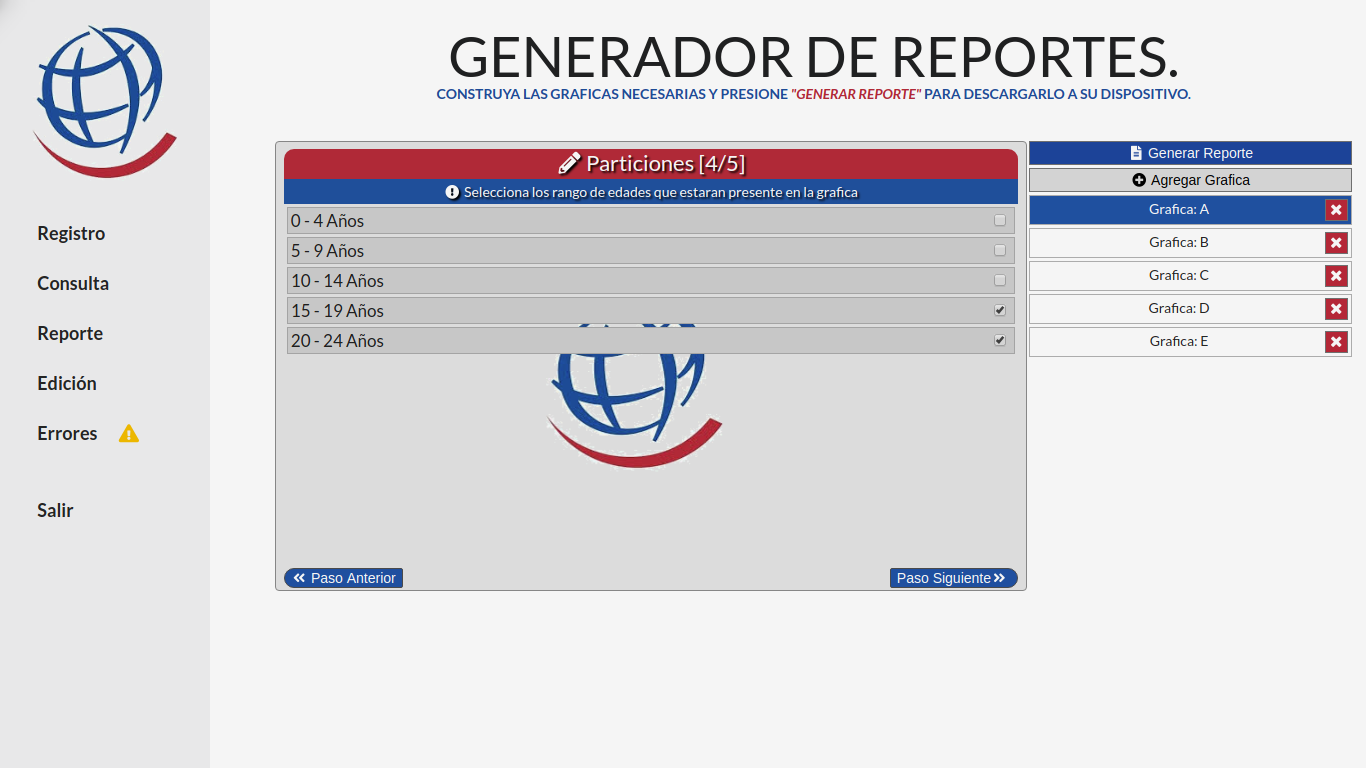 GENERADOR DE REPORTES.
CONSTRUYA LAS GRAFICAS NECESARIAS Y PRESIONE "GENERAR REPORTE" PARA DESCARGARLO A SU DISPOSITIVO.
Registro
Consulta
Reporte
Edición
Errores
Salir
Particiones [4/5]
Selecciona los rango de edades que estaran presente en la grafica
0 - 4 Años
5 - 9 Años
10 - 14 Años
15 - 19 Años
20 - 24 Años
Paso Anterior
Paso Siguiente
Generar Reporte
Agregar Grafica
Grafica: A
Grafica: B
Grafica: C
Grafica: D
Grafica: E